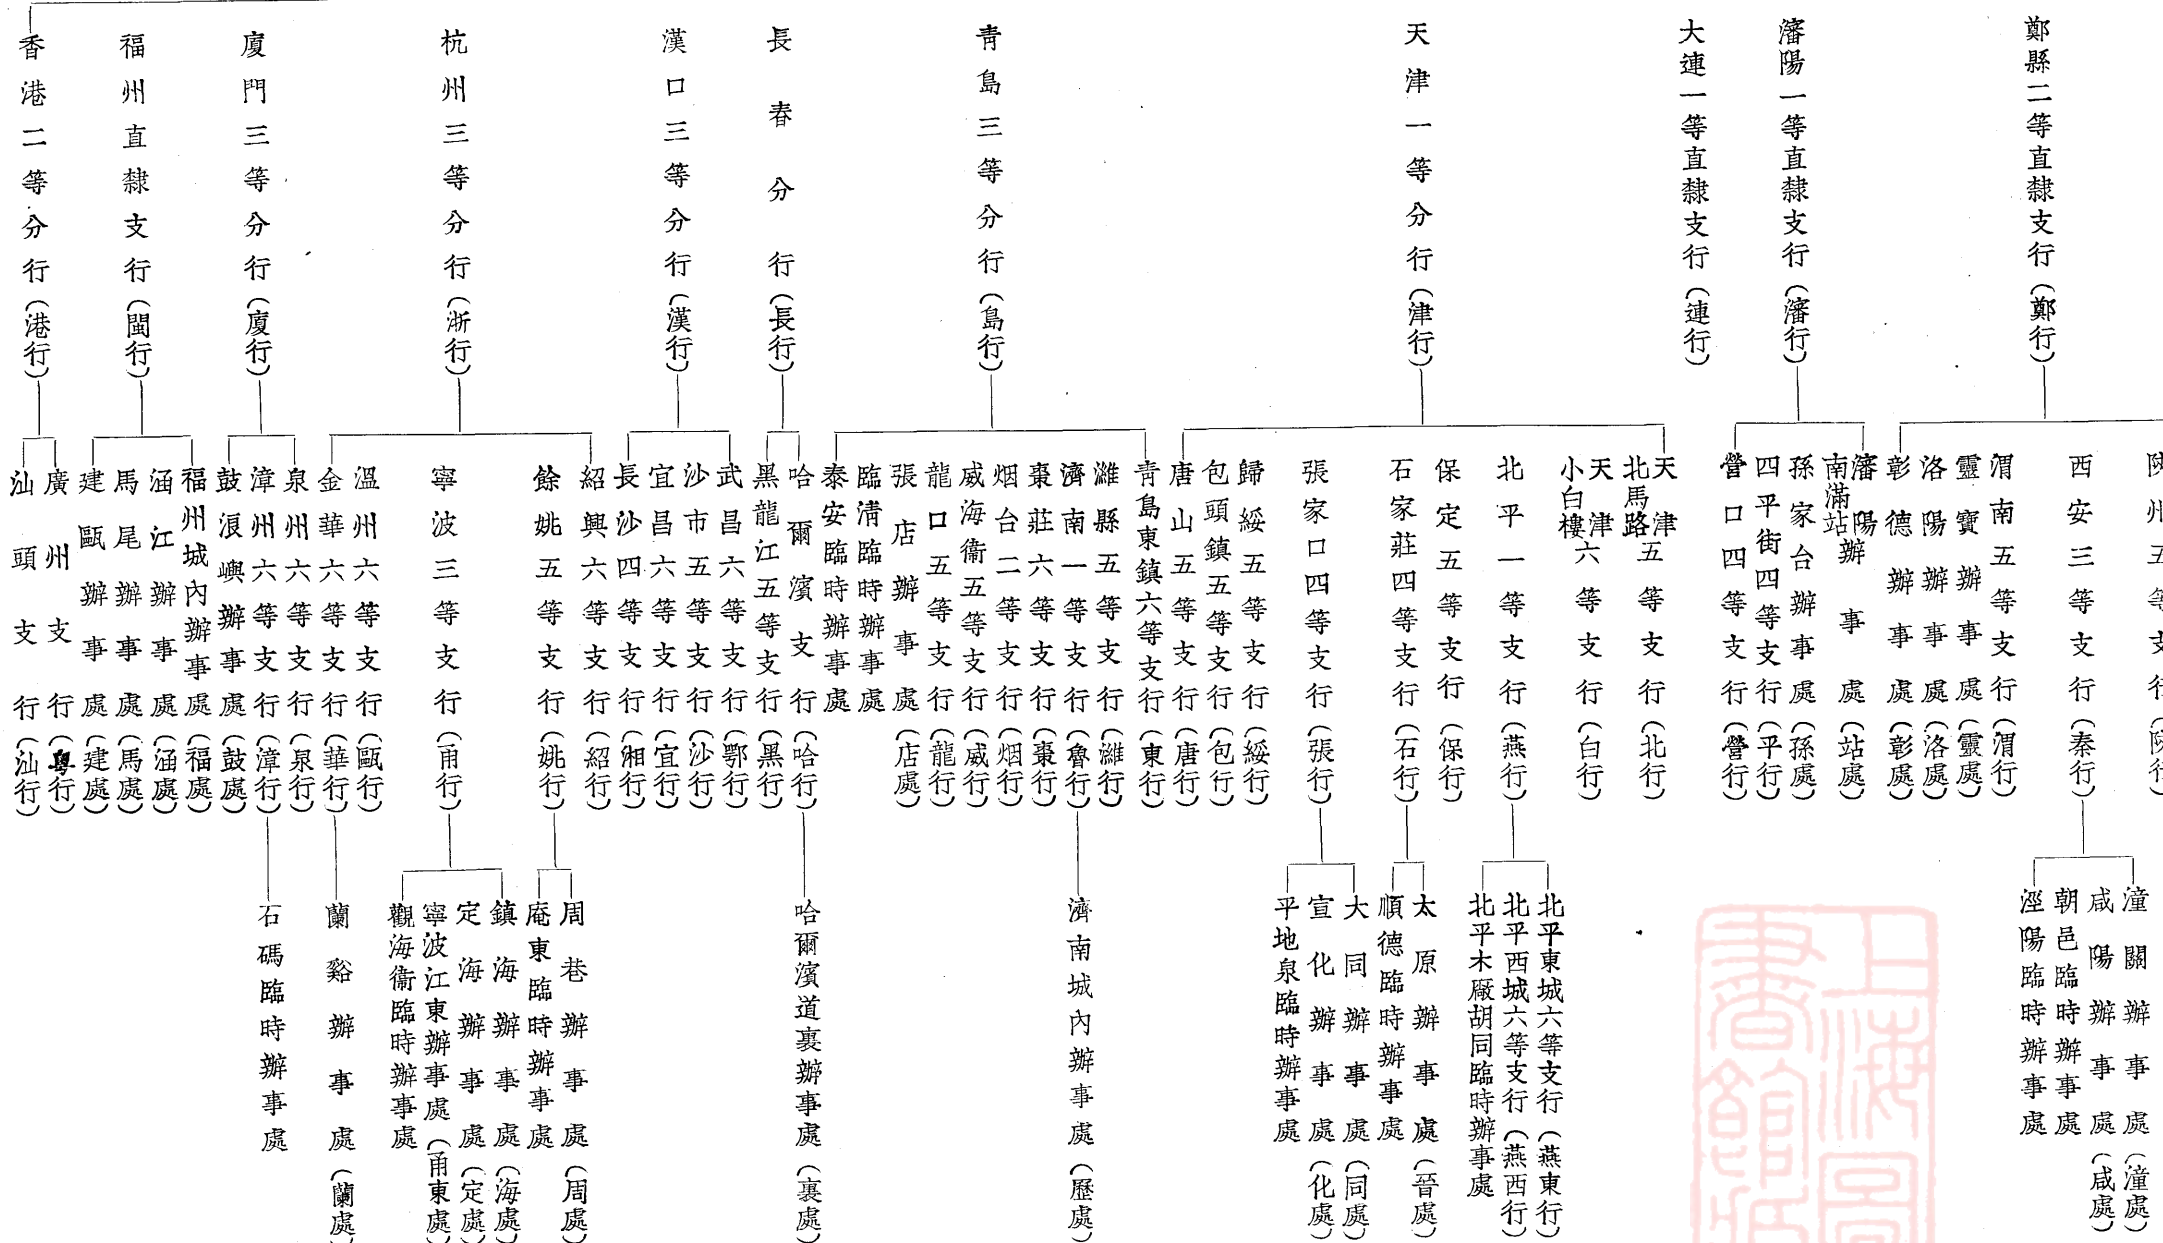 鄭縣二等直隸支行(鄭行)
瀋陽一等直隸支行(瀋行)
大連一等直隸支行(連行)
天津一等分行(津行)
青島三等分行(島行)
長春分行(長行)
漢口三等分行(漢行)
杭州三等分行(浙行)
廈門三等分行(廈行)
福州直隸支行(閩行)
香港二等分行(港行)
西安三等支行(秦行)
渭南五等支行(渭行)
靈寶辦事處(靈處)
洛陽辦事處(洛處)
彰德辦事處(彰處)
瀋陽南滿站辦事處(站處)
孫家台辦事處(孫處)
四平街四等支行(平行)
營口四等支行(營行)
天津北馬路五等支行(北行)
天津小白樓六等支行(白行)
北平一等支行(燕行)
保定五等支行(保行)
石家莊四等支行(石行)
張家口四等支行(張行)
歸綏五等支行(綏行)
包頭鎮五等支行(包行)
唐山五等支行(唐行)
青島東鎮六等支行(東行)
濰縣五等支行(濰行)
濟南一等支行(魯行)
棗莊六等支行(棗行)
烟台二等支行(烟行)
威海衞五等支行(威行)
龍口五等支行(龍行)
張店辦事處(店處)
臨清臨時辦事處
泰安臨時辦事處
哈爾濱支行(哈行)
黑龍江五等支行(黑行)
武昌六等支行(鄂行)
沙市五等支行(沙行)
宜昌六等支行(宜行)
長沙四等支行(湘行)
紹興六等支行(紹行)
餘姚五等支行(姚行)
寧波三等支行(甬行)
溫州六等支行(甌行)
金華六等支行(華行)
泉州六等支行(泉行)
漳州六等支行(漳行)
鼓浪嶼辦事處(鼓處)
福州城內辦事處(福處)
涵江辦事處(涵處)
馬尾辦事處(馬處)
建甌辦事處(建處)
廣州支行(粵行)
汕頭支行(汕行)
潼關辦事處(潼處)
咸陽辦事處(咸處)
朝邑臨時辦事處
涇陽臨時辦事處
北平東城六等支行(燕東行)
北平西城六等支行(燕西行)
北平木廠胡同臨時辦事處
太原辦事處(晉處)
順德臨時辦事處
大同辦事處(同處)
宣化辦事處(化處)
平地泉臨時辦事處
濟南城內辦事處(歷處)
哈爾濱道裏辦事處(裏處)
周巷辦事處(周處)
庵東臨時辦事處
鎮海辦事處(海處)
定海辦事處(定處)
寧波江東辦事處(甬東處)
觀海衞臨時辦事處
蘭谿辦事處(蘭處)
石碼臨時辦事處